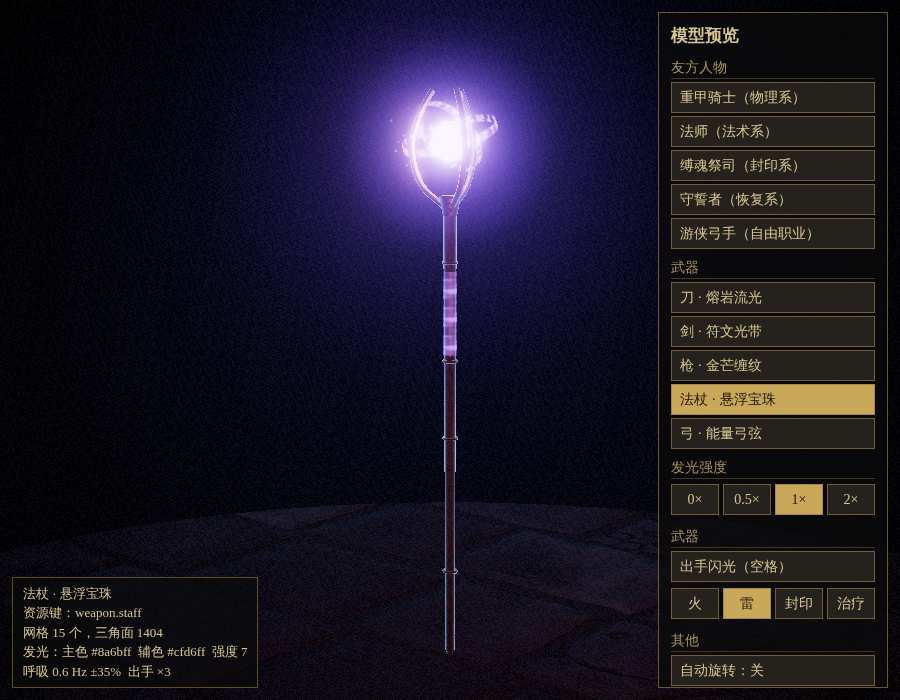 模型预览
友方人物
重甲骑士（物理系）
法师（法术系）
缚魂祭司（封印系）
守誓者（恢复系）
游侠弓手（自由职业）
武器
刀 · 熔岩流光
剑 · 符文光带
枪 · 金芒缠纹
法杖 · 悬浮宝珠
弓 · 能量弓弦
发光强度
0× 0.5× 1× 2×
武器
出手闪光（空格）
火 雷 封印 治疗
其他
自动旋转：关
法杖 · 悬浮宝珠
资源键：weapon.staff
网格 15 个，三角面 1404
发光：主色 #8a6bff 辅色 #cfd6ff 强度 7
呼吸 0.6 Hz ±35% 出手 ×3